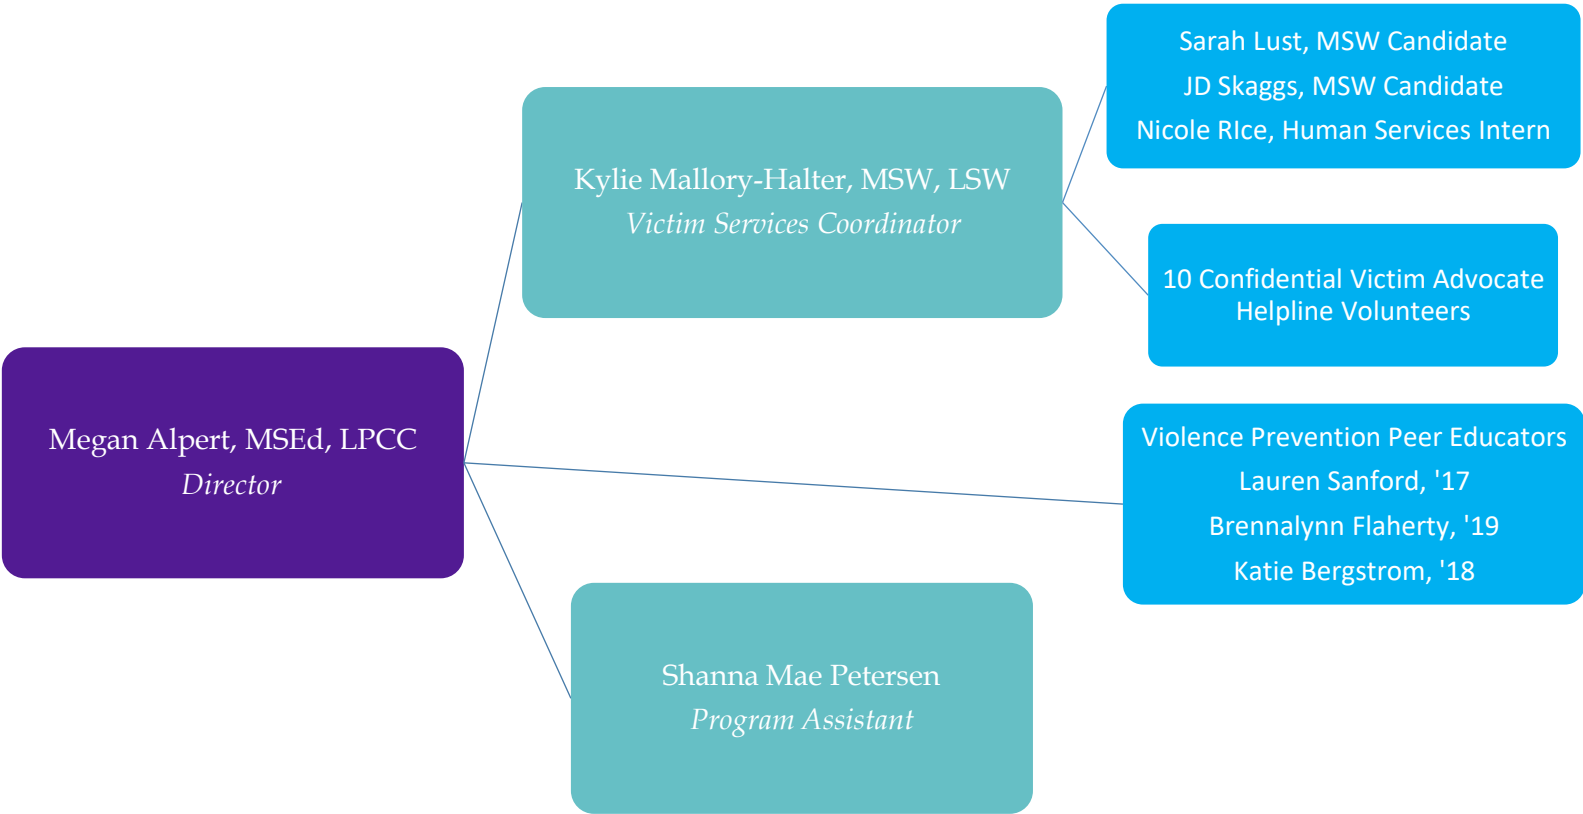 Sarah Lust, MSW Candidate
JD Skaggs, MSW Candidate
Nicole RIce, Human Services Intern
Kylie Mallory-Halter, MSW, LSW
Victim Services Coordinator
10 Confidential Victim Advocate
Helpline Volunteers
Megan Alpert, MSEd, LPCC
Director
Violence Prevention Peer Educators
Lauren Sanford, '17
Brennalynn Flaherty, '19
Katie Bergstrom, '18
Shanna Mae Petersen
Program Assistant